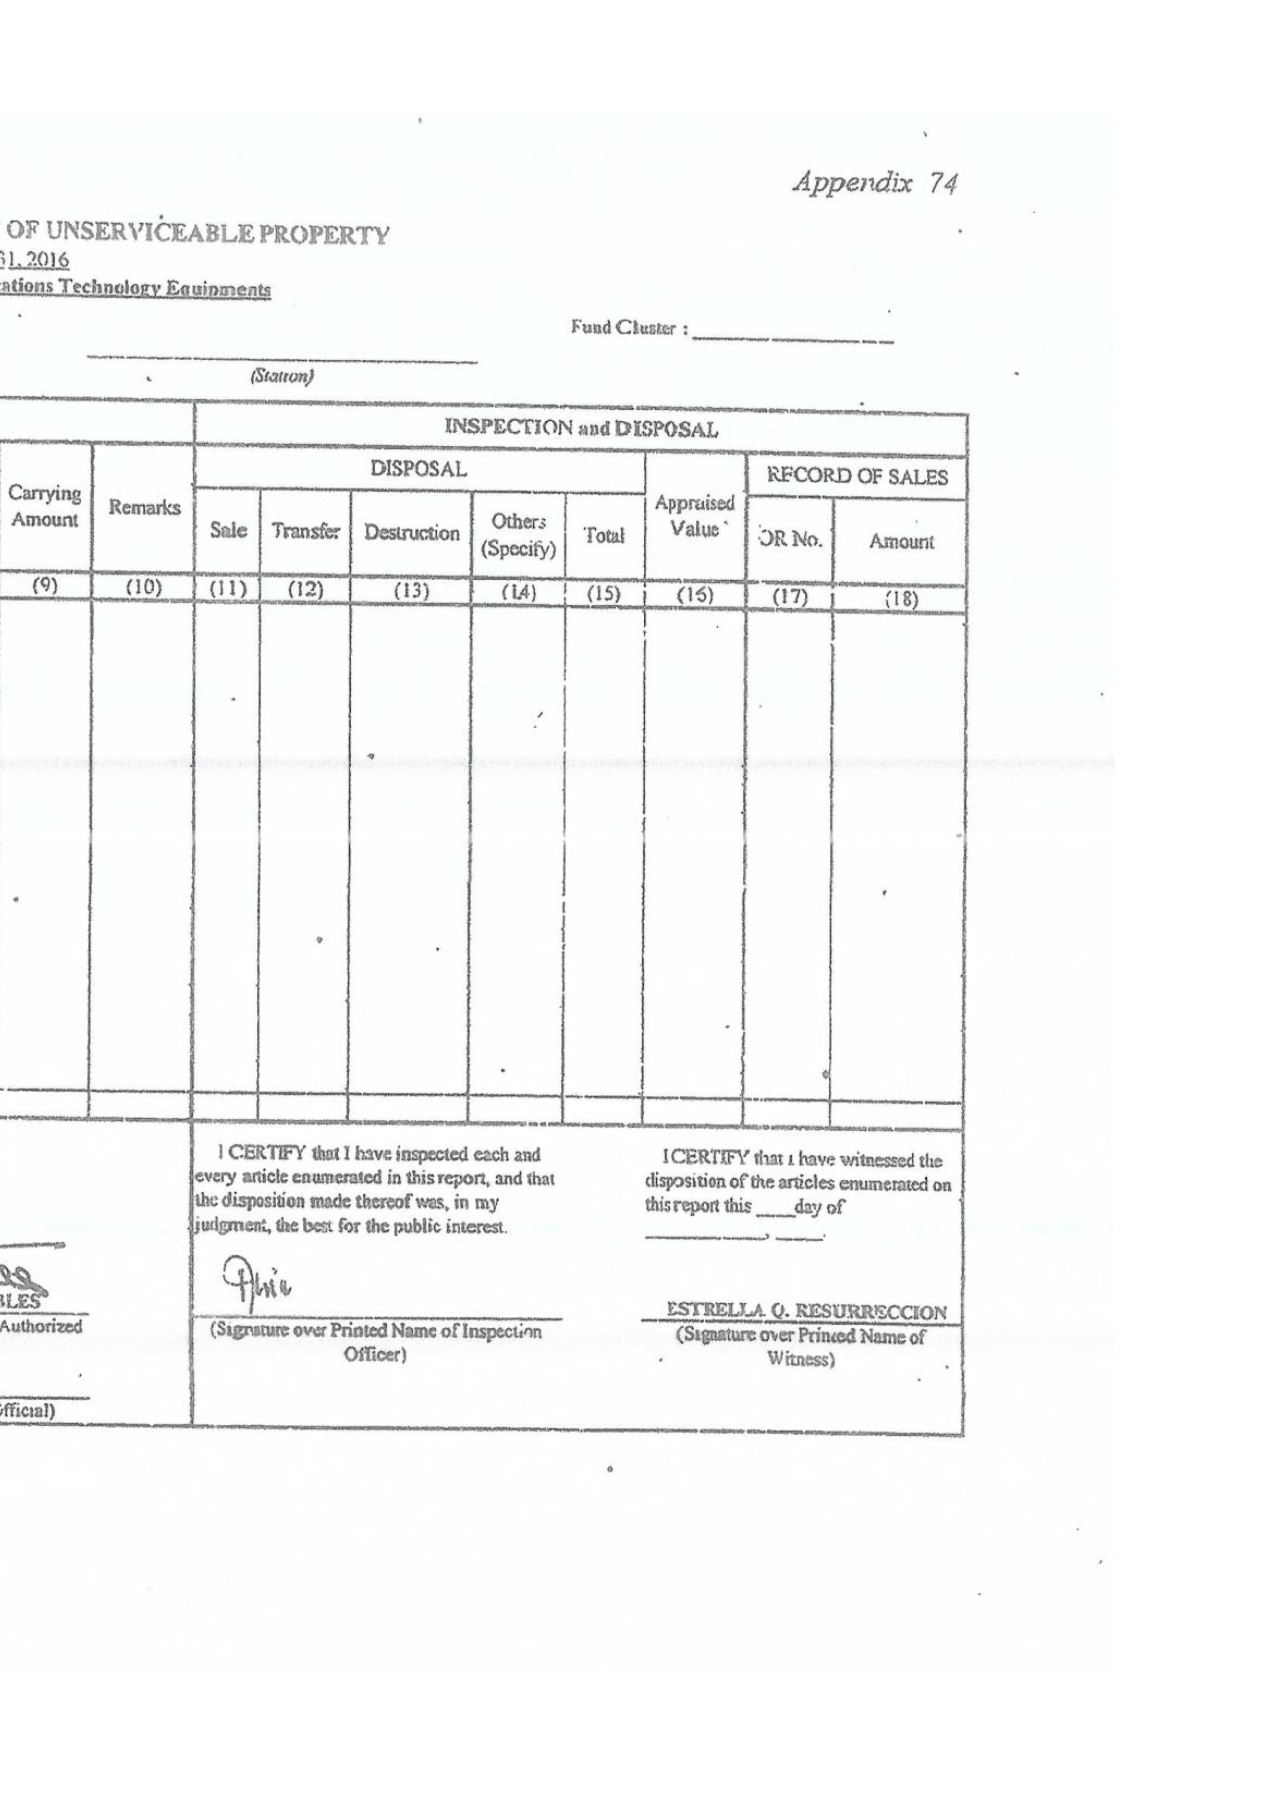 Appendix 74
OF UNSERVICEABLE PROPERTY
31, 2016
ations Technology Equipments
Fund Cluster :
(Station)
INSPECTION and DISPOSAL
DISPOSAL
RECORD OF SALES
Carrying Amount
Remarks
Sale
Transfer
Destruction
Others (Specify)
Total
Appraised Value
OR No.
Amount
(9) (10) (11) (12) (13) (14) (15) (16) (17) (18)
I CERTIFY that I have inspected each and
every article enumerated in this report, and that
the disposition made thereof was, in my
judgment, the best for the public interest.
I CERTIFY that I have witnessed the
disposition of the articles enumerated on
this report this ____day of
____________, _____.
BLES
Authorized
fficial)
(Signature over Printed Name of Inspection
Officer)
ESTRELLA Q. RESURRECCION
(Signature over Printed Name of
Witness)